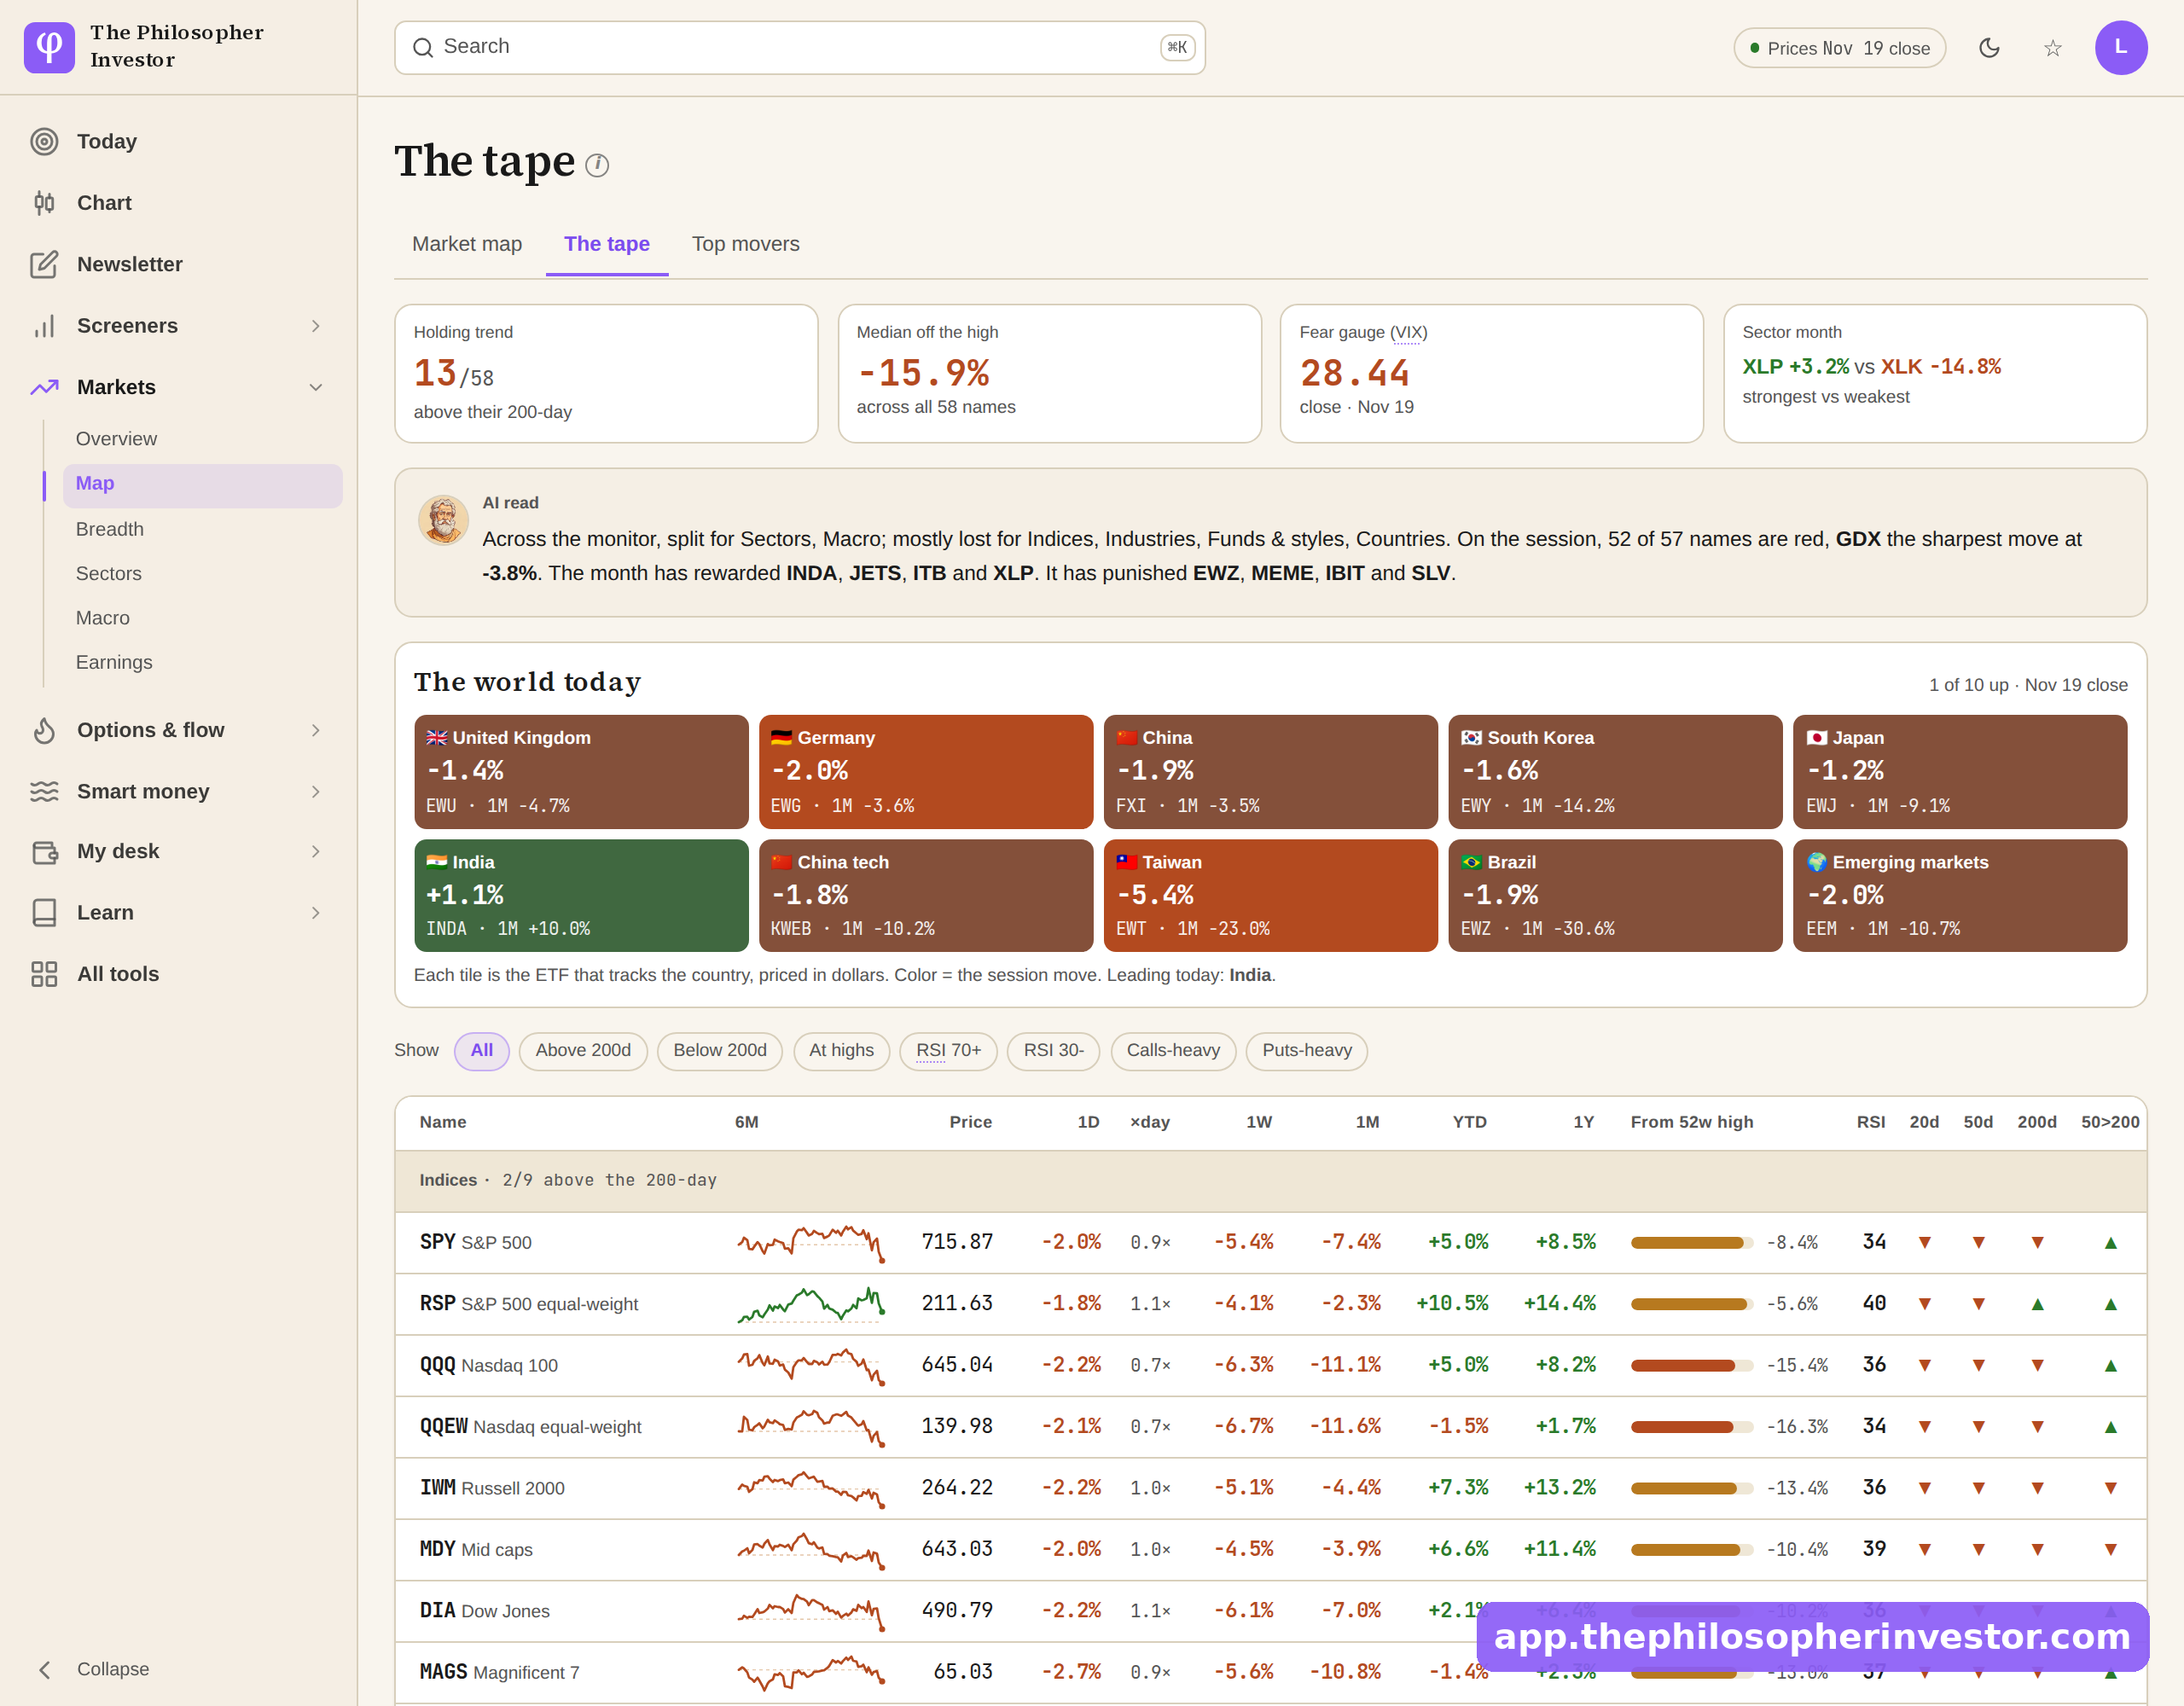 The Philosopher
Investor
Search
⌘K
Prices Nov 19 close
L
Today
Chart
Newsletter
Screeners
Markets
Overview
Map
Breadth
Sectors
Macro
Earnings
Options & flow
Smart money
My desk
Learn
All tools
Collapse
The tape
Market map The tape Top movers
Holding trend
13/58
above their 200-day
Median off the high
-15.9%
across all 58 names
Fear gauge (VIX)
28.44
close · Nov 19
Sector month
XLP +3.2% vs XLK -14.8%
strongest vs weakest
AI read
Across the monitor, split for Sectors, Macro; mostly lost for Indices, Industries, Funds & styles, Countries. On the session, 52 of 57 names are red, GDX the sharpest move at
-3.8%. The month has rewarded INDA, JETS, ITB and XLP. It has punished EWZ, MEME, IBIT and SLV.
The world today
1 of 10 up · Nov 19 close
United Kingdom
-1.4%
EWU · 1M -4.7%
Germany
-2.0%
EWG · 1M -3.6%
China
-1.9%
FXI · 1M -3.5%
South Korea
-1.6%
EWY · 1M -14.2%
Japan
-1.2%
EWJ · 1M -9.1%
India
+1.1%
INDA · 1M +10.0%
China tech
-1.8%
KWEB · 1M -10.2%
Taiwan
-5.4%
EWT · 1M -23.0%
Brazil
-1.9%
EWZ · 1M -30.6%
Emerging markets
-2.0%
EEM · 1M -10.7%
Each tile is the ETF that tracks the country, priced in dollars. Color = the session move. Leading today: India.
Show All Above 200d Below 200d At highs RSI 70+ RSI 30- Calls-heavy Puts-heavy
Name 6M Price 1D ×day 1W 1M YTD 1Y From 52w high RSI 20d 50d 200d 50>200
Indices · 2/9 above the 200-day
SPY S&P 500 715.87 -2.0% 0.9× -5.4% -7.4% +5.0% +8.5% -8.4% 34 ▼ ▼ ▼ ▲
RSP S&P 500 equal-weight 211.63 -1.8% 1.1× -4.1% -2.3% +10.5% +14.4% -5.6% 40 ▼ ▼ ▲ ▲
QQQ Nasdaq 100 645.04 -2.2% 0.7× -6.3% -11.1% +5.0% +8.2% -15.4% 36 ▼ ▼ ▼ ▲
QQEW Nasdaq equal-weight 139.98 -2.1% 0.7× -6.7% -11.6% -1.5% +1.7% -16.3% 34 ▼ ▼ ▼ ▲
IWM Russell 2000 264.22 -2.2% 1.0× -5.1% -4.4% +7.3% +13.2% -13.4% 36 ▼ ▼ ▼ ▼
MDY Mid caps 643.03 -2.0% 1.0× -4.5% -3.9% +6.6% +11.4% -10.4% 39 ▼ ▼ ▼ ▼
DIA Dow Jones 490.79 -2.2% 1.1× -6.1% -7.0% +2.1% +6.4% -10.2% 36 ▼ ▼ ▼ ▲
MAGS Magnificent 7 65.03 -2.7% 0.9× -5.6% -10.8% -1.4% +2.3% -13.0% 37 ▼ ▼ ▼ ▲
app.thephilosopherinvestor.com